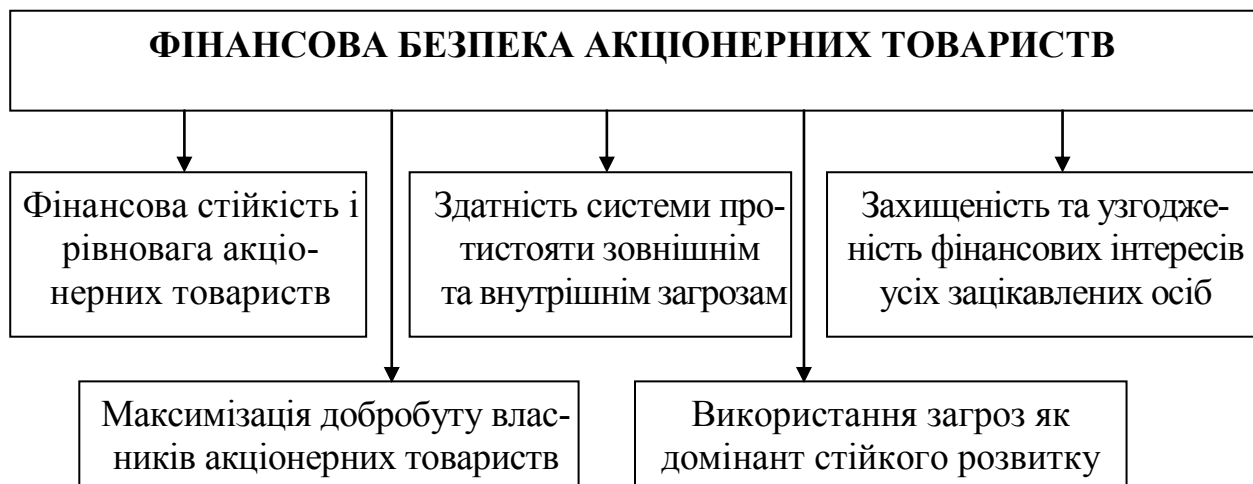 ФІНАНСОВА БЕЗПЕКА АКЦІОНЕРНИХ ТОВАРИСТВ
Фінансова стійкість і
рівновага акціо-
нерних товариств
Здатність системи про-
тистояти зовнішнім
та внутрішнім загрозам
Захищеність та узгодже-
ність фінансових інтересів
усіх зацікавлених осіб
Максимізація добробуту влас-
ників акціонерних товариств
Використання загроз як
домінант стійкого розвитку